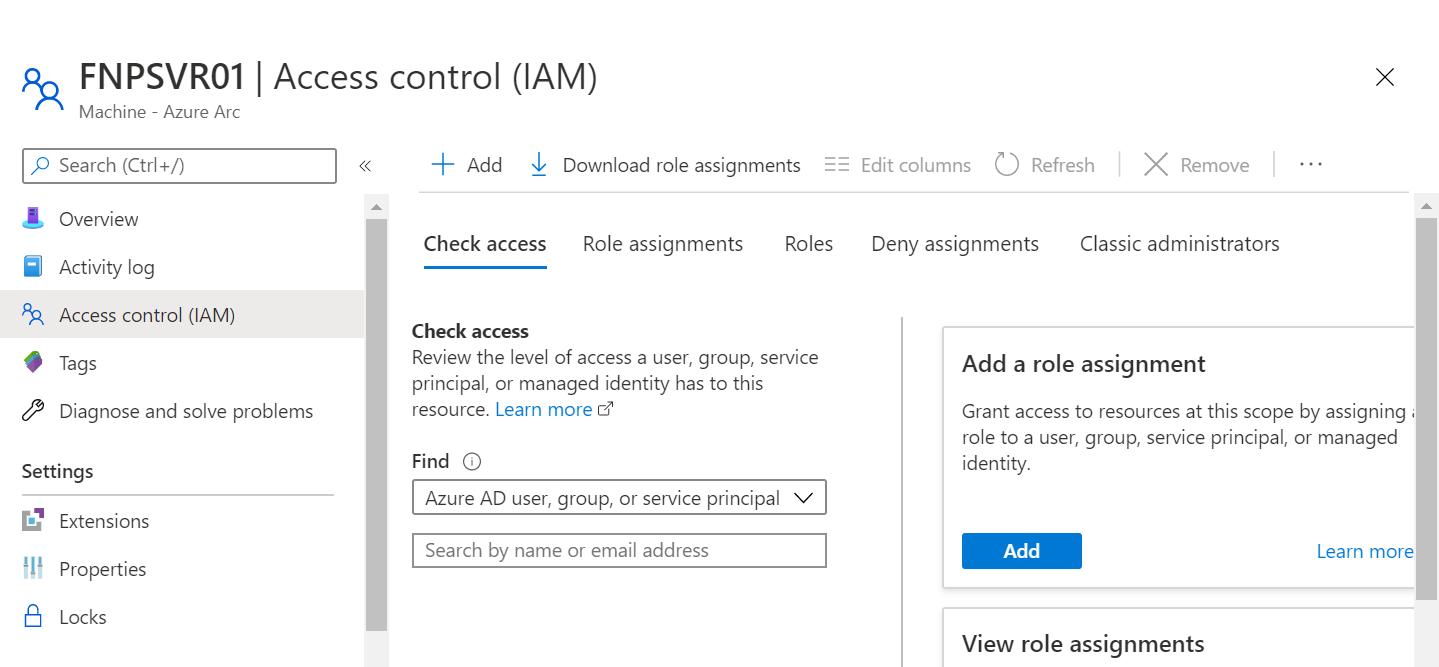 FNPSVR01 | Access control (IAM)
Machine - Azure Arc
Search (Ctrl+/)
«
Add
Download role assignments
Edit columns
Refresh
Remove
···
Overview
Activity log
Access control (IAM)
Tags
Diagnose and solve problems
Settings
Extensions
Properties
Locks
Check access
Role assignments
Roles
Deny assignments
Classic administrators
Check access
Review the level of access a user, group, service
principal, or managed identity has to this
resource. Learn more
Find
Azure AD user, group, or service principal
Search by name or email address
Add a role assignment
Grant access to resources at this scope by assigning a
role to a user, group, service principal, or managed
identity.
Add
Learn more
View role assignments